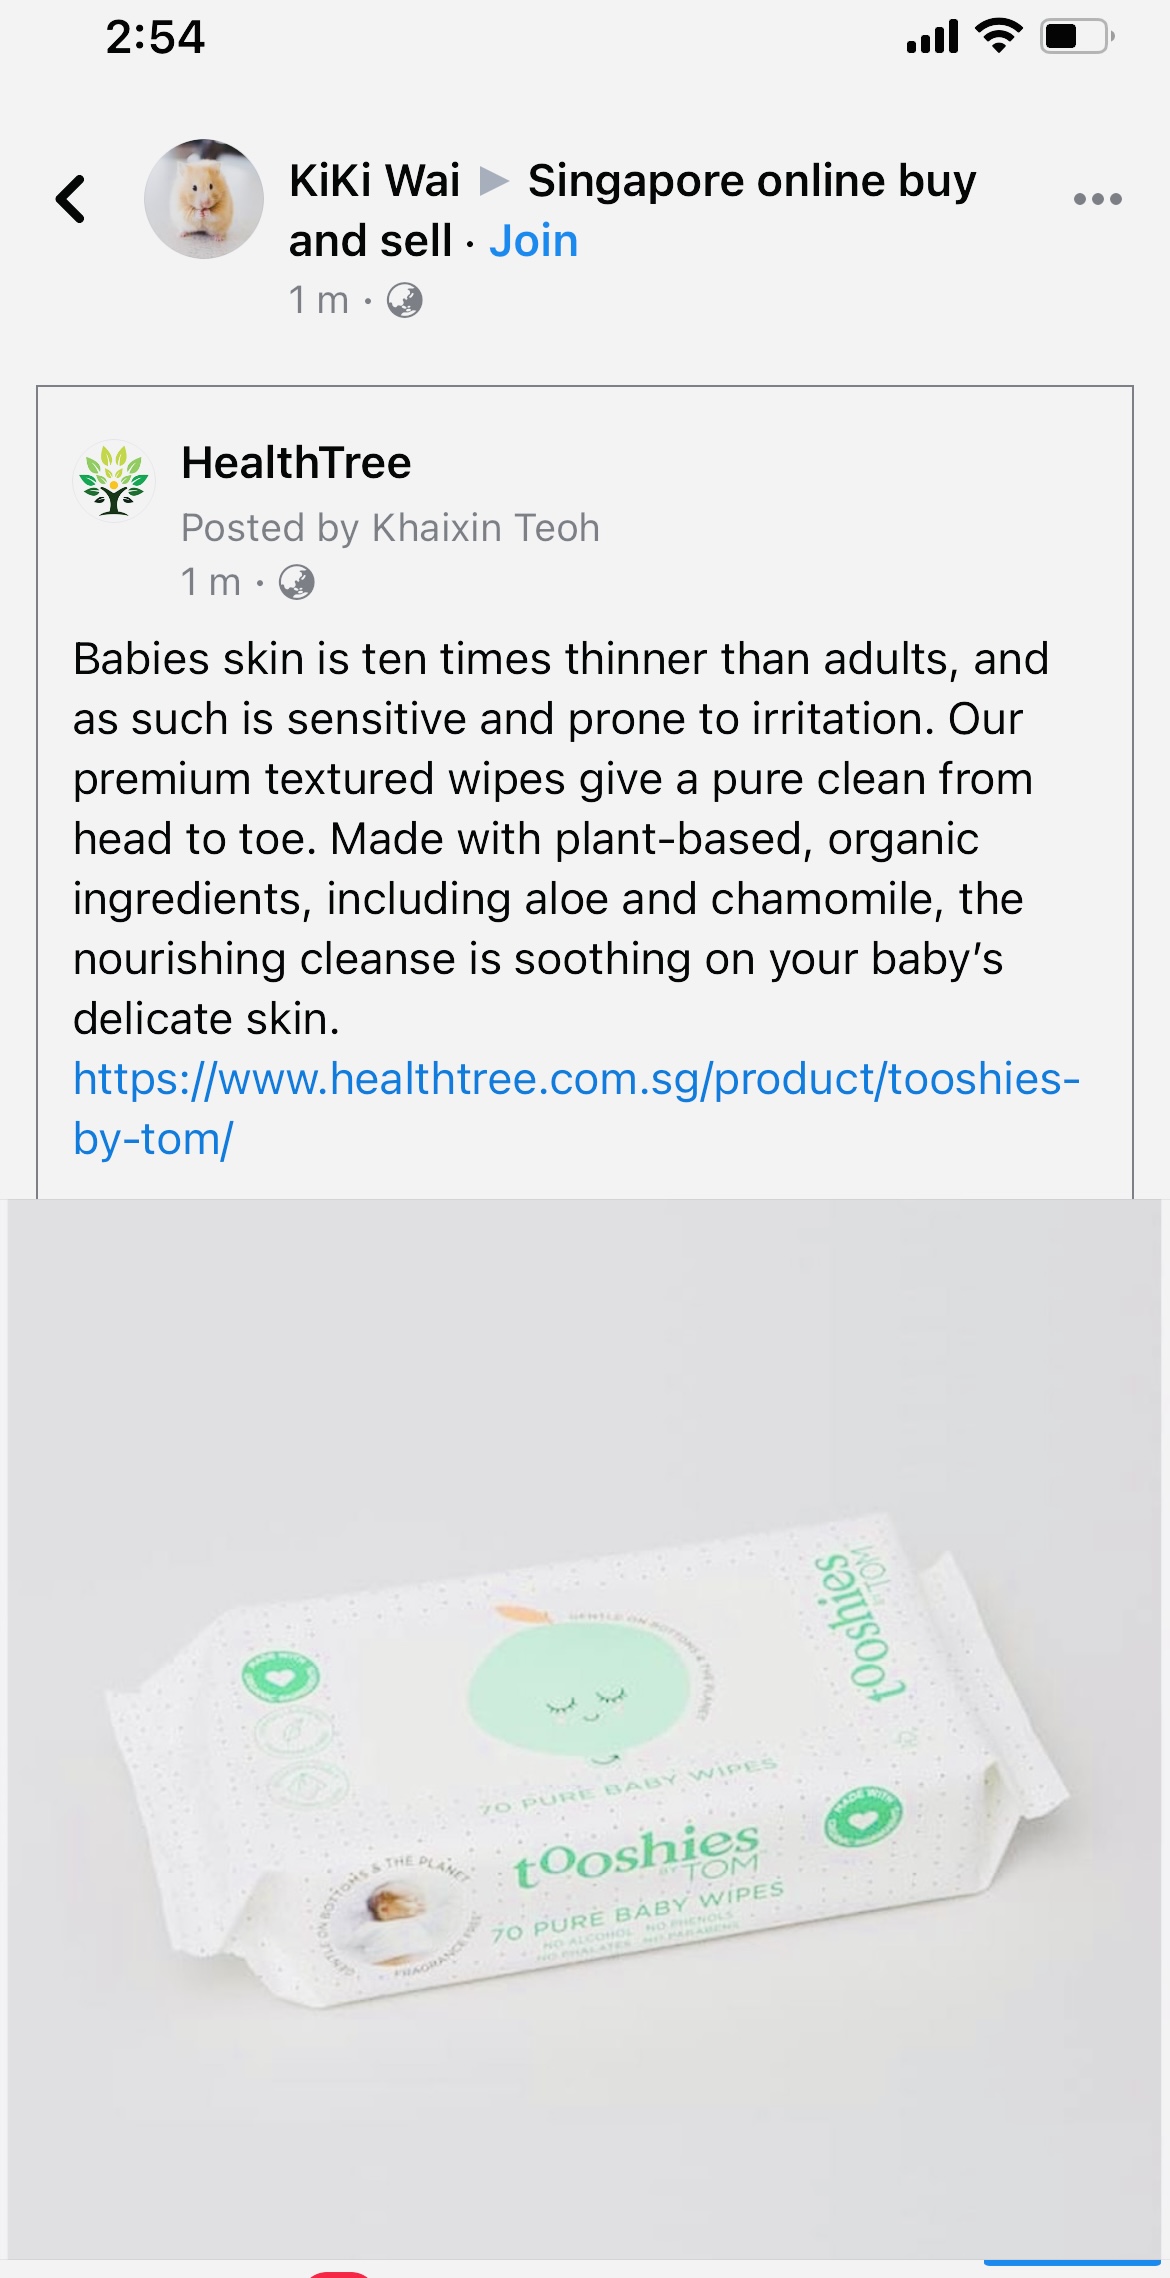 2:54
KiKi Wai ▶ Singapore online buy
and sell · Join
1 m ·
HealthTree
Posted by Khaixin Teoh
1 m ·
Babies skin is ten times thinner than adults, and
as such is sensitive and prone to irritation. Our
premium textured wipes give a pure clean from
head to toe. Made with plant-based, organic
ingredients, including aloe and chamomile, the
nourishing cleanse is soothing on your baby’s
delicate skin.
https://www.healthtree.com.sg/product/tooshies-
by-tom/
tooshies
BY TOM
GENTLE ON BOTTOMS & THE PLANET
70 PURE BABY WIPES
MADE WITH
tOoshies
BY TOM
70 PURE BABY WIPES
NO ALCOHOL NO PHENOLS
NO PHALATES NO PARABENS
GENTLE ON BOTTOMS & THE PLANET
FRAGRANCE FREE
MADE WITH